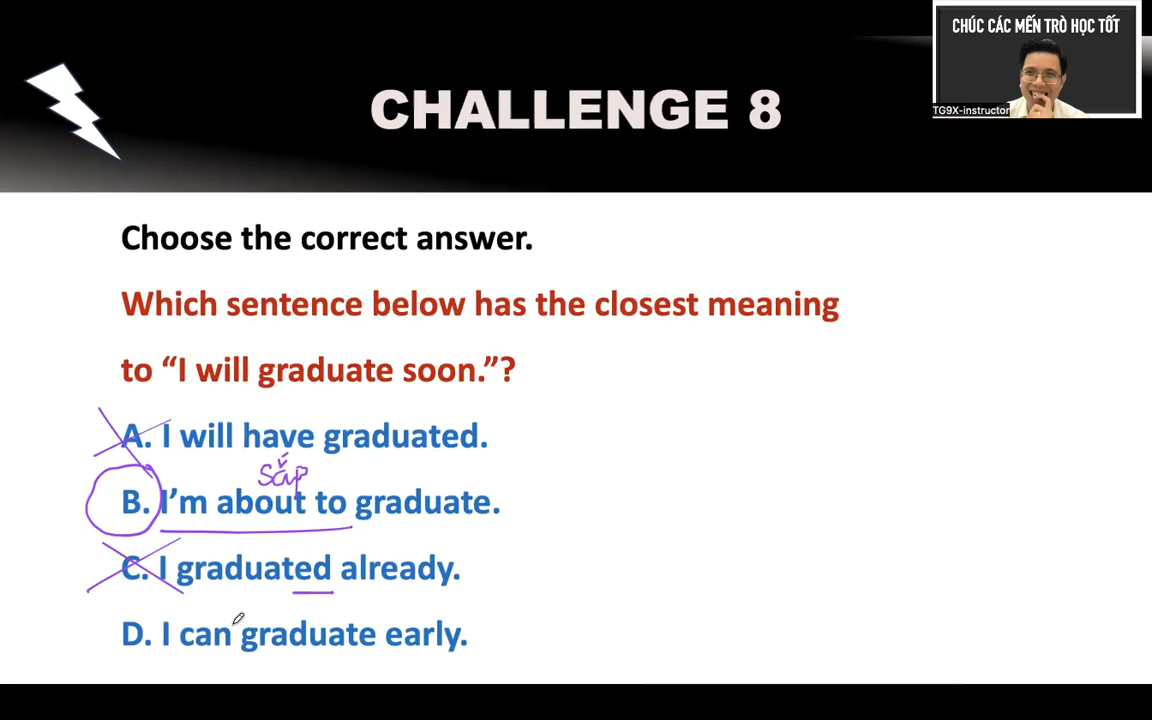 CHÚC CÁC MẾN TRÒ HỌC TỐT
TG9X-instructor
CHALLENGE 8
Choose the correct answer.
Which sentence below has the closest meaning
to “I will graduate soon.”?
A. I will have graduated.
sắp
B. I’m about to graduate.
C. I graduated already.
D. I can graduate early.